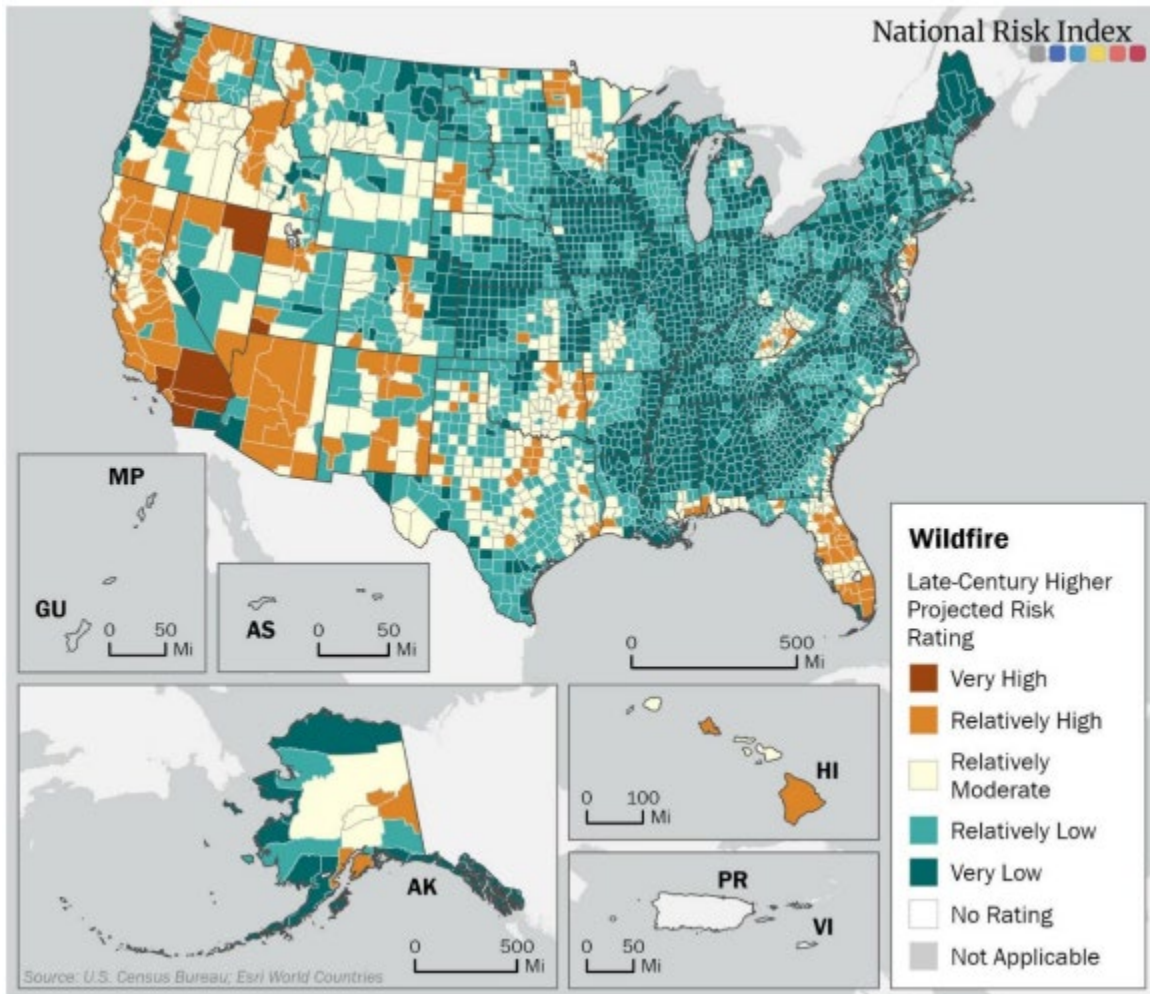 National Risk Index
MP
GU
0 50
Mi
AS
0 50
Mi
0 500
Mi
Wildfire
Late-Century Higher
Projected Risk
Rating
Very High
Relatively High
Relatively
Moderate
Relatively Low
Very Low
No Rating
Not Applicable
AK
0 500
Mi
HI
0 100
Mi
PR
VI
0 50
Mi
Source: U.S. Census Bureau; Esri World Countries